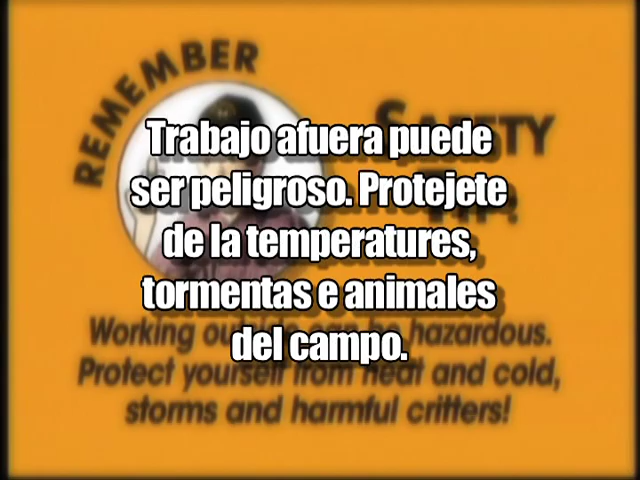 REMEMBER
SAFETY
Trabajo afuera puede
ser peligroso. Protejete
de la temperatures,
tormentas e animales
del campo.
Working hazardous.
Protect yourself from heat and cold,
storms and harmful critters!